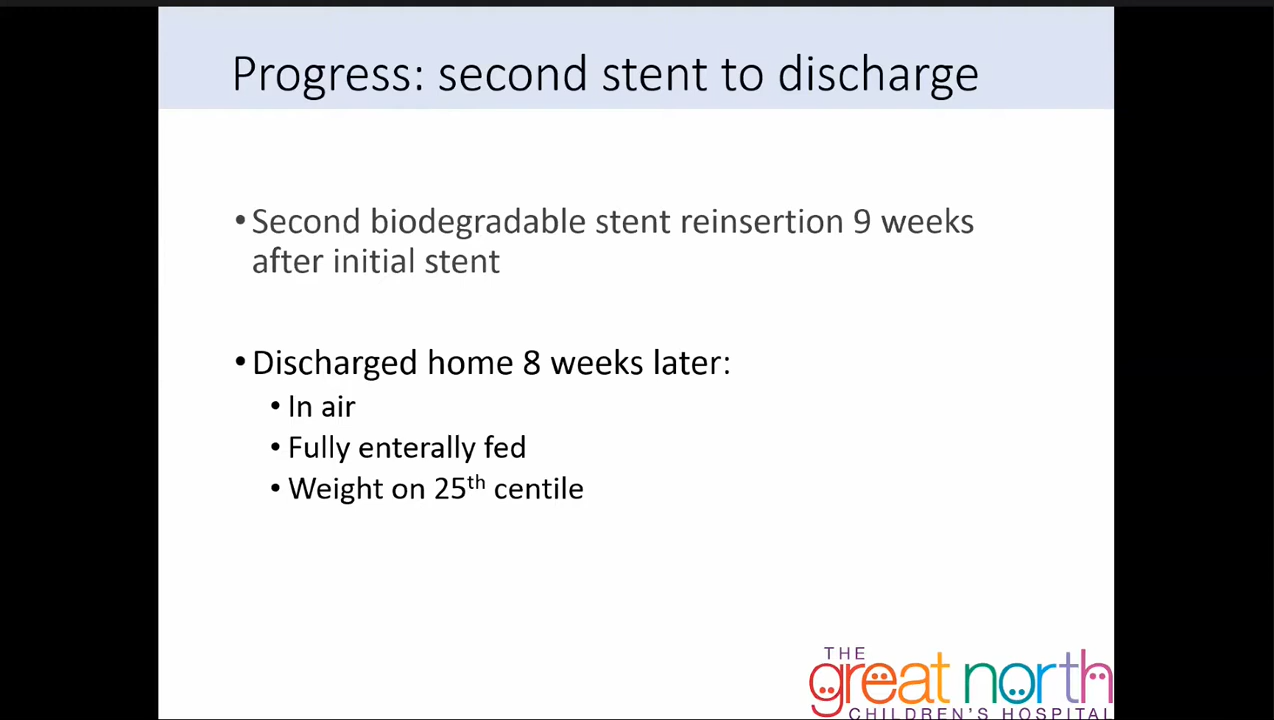 Progress: second stent to discharge
• Second biodegradable stent reinsertion 9 weeks
after initial stent
• Discharged home 8 weeks later:
• In air
• Fully enterally fed
• Weight on 25th centile
THE
great north
CHILDREN'S HOSPITAL